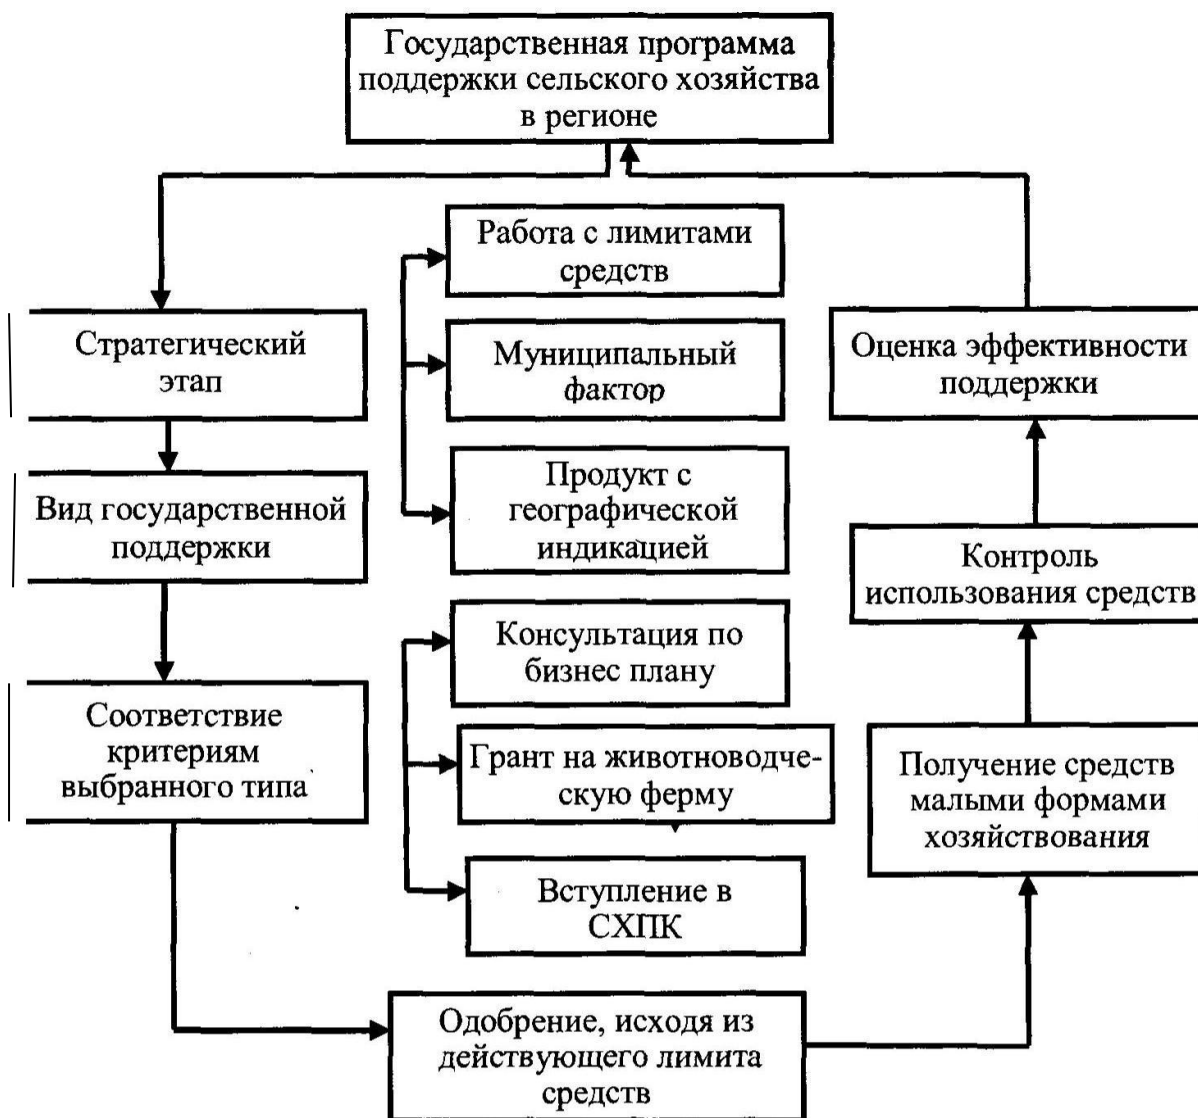 Государственная программа
поддержки сельского хозяйства
в регионе
Работа с лимитами
средств
Стратегический
этап
Муниципальный
фактор
Оценка эффективности
поддержки
Вид государственной
поддержки
Продукт с
географической
индикацией
Контроль
использования средств
Консультация по
бизнес плану
Соответствие
критериям
выбранного типа
Грант на животноводче-
скую ферму
Получение средств
малыми формами
хозяйствования
Вступление в
СХПК
Одобрение, исходя из
действующего лимита
средств